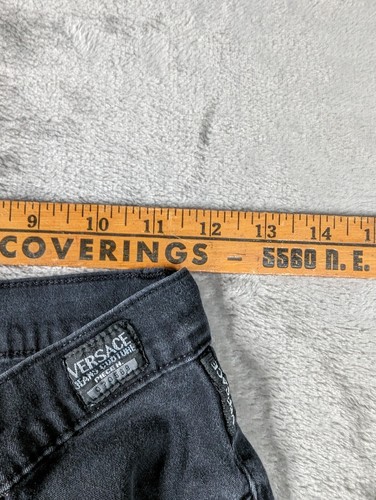 9 10 11 12 13 14 1
COVERINGS – 5560 N. E.
VERSACE
JEANS COUTURE